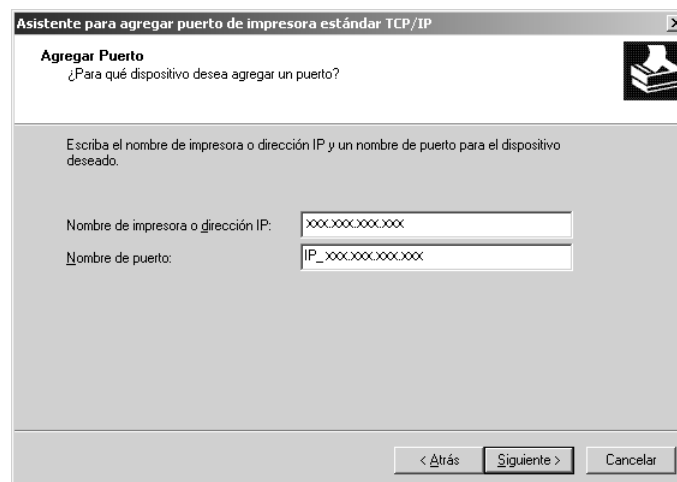 Asistente para agregar puerto de impresora estándar TCP/IP
Agregar Puerto
¿Para qué dispositivo desea agregar un puerto?
Escriba el nombre de impresora o dirección IP y un nombre de puerto para el dispositivo
deseado.
Nombre de impresora o dirección IP: xxx.xxx.xxx.xxx
Nombre de puerto: IP_xxx.xxx.xxx.xxx
< Atrás Siguiente > Cancelar